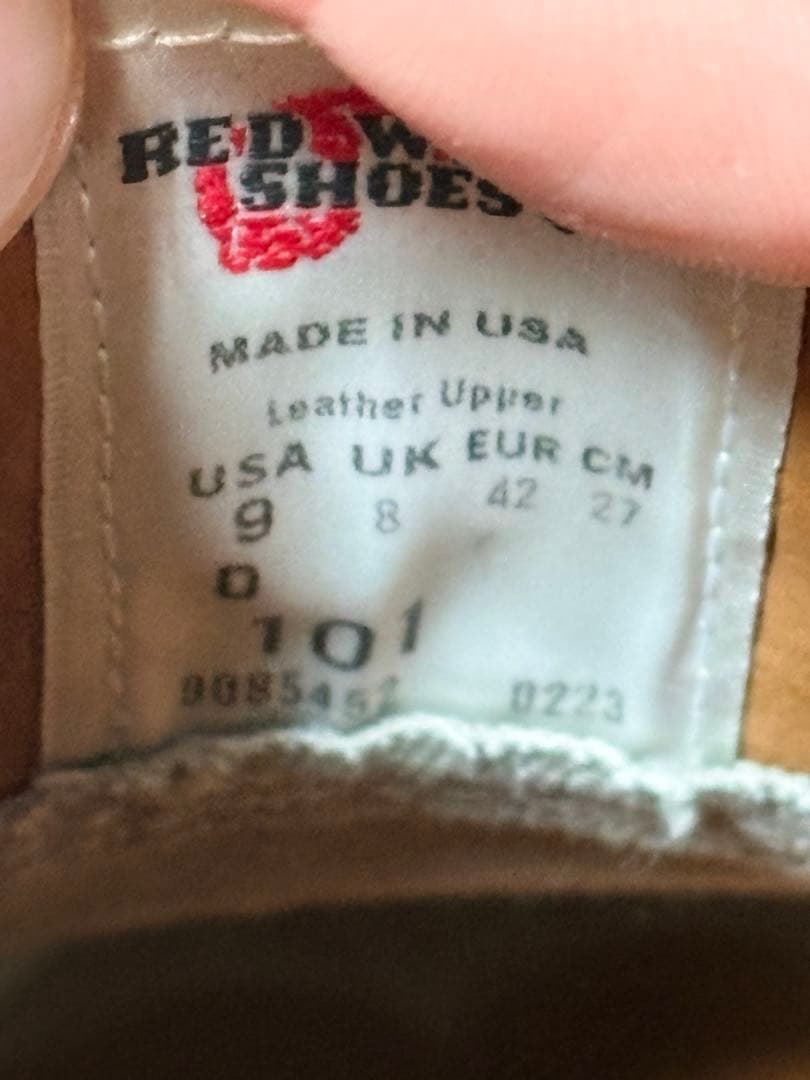 RED W
SHOES
MADE IN USA
Leather Upper
USA UK EUR CM
9 8 42 27
D
101
0223